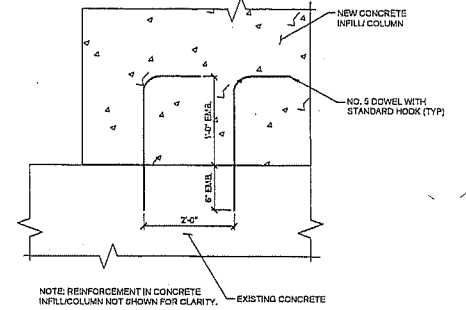 NEW CONCRETE
INFILL/ COLUMN
NO. 5 DOWEL WITH
STANDARD HOOK (TYP)
1'-0" EMB.
6" EMB.
2'-0"
NOTE: REINFORCEMENT IN CONCRETE
INFILL/COLUMN NOT SHOWN FOR CLARITY.
EXISTING CONCRETE